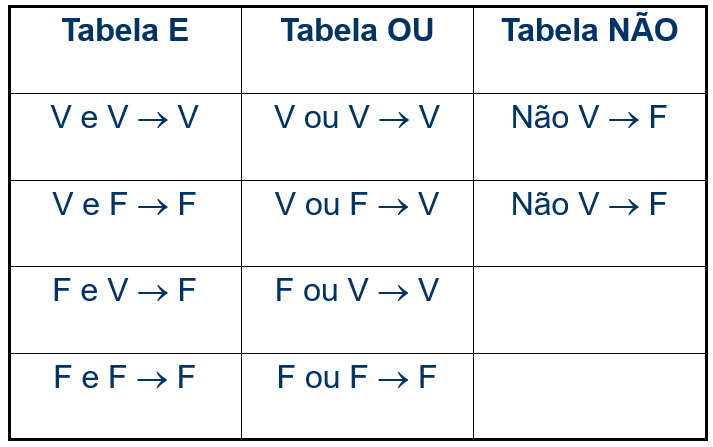 Tabela E Tabela OU Tabela NÃO
V e V → V V ou V → V Não V → F
V e F → F V ou F → V Não V → F
F e V → F F ou V → V
F e F → F F ou F → F